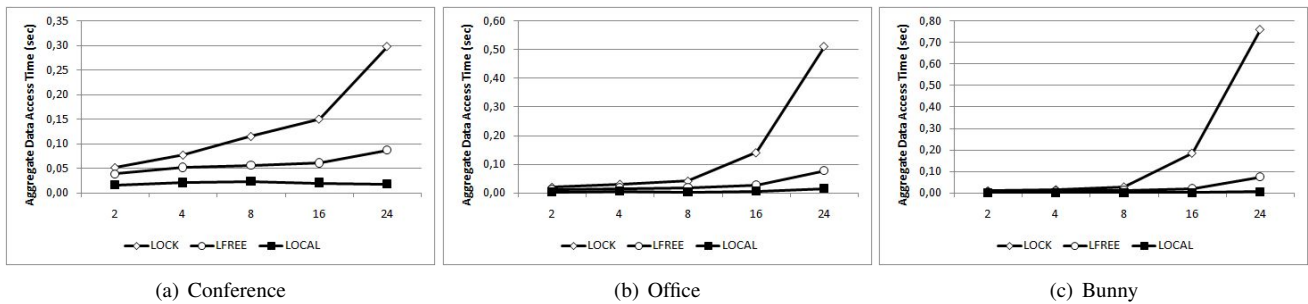 Aggregate Data Access Time (sec)
0,35
0,30
0,25
0,20
0,15
0,10
0,05
0,00
2 4 8 16 24
LOCK LFREE LOCAL
(a) Conference
Aggregate Data Access Time (sec)
0,60
0,50
0,40
0,30
0,20
0,10
0,00
2 4 8 16 24
LOCK LFREE LOCAL
(b) Office
Aggregate Data Access Time (sec)
0,80
0,70
0,60
0,50
0,40
0,30
0,20
0,10
0,00
2 4 8 16 24
LOCK LFREE LOCAL
(c) Bunny